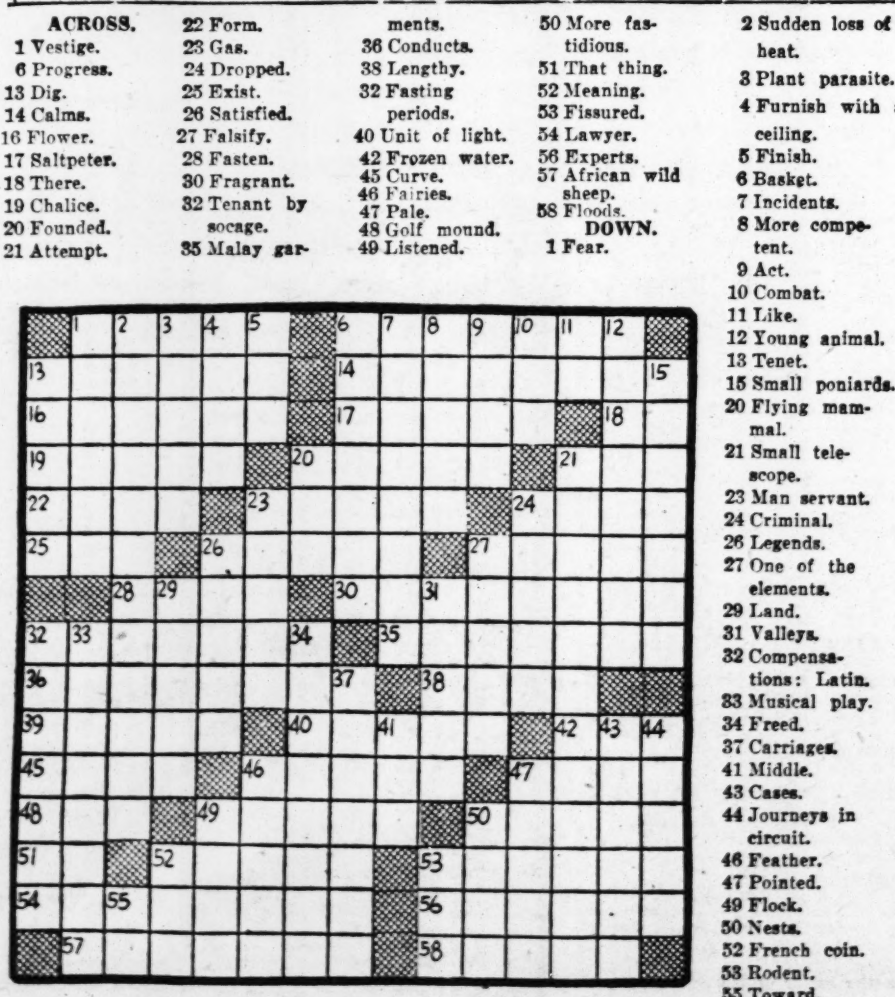 ACROSS.
1 Vestige.
6 Progress.
13 Dig.
14 Calms.
16 Flower.
17 Saltpeter.
18 There.
19 Chalice.
20 Founded.
21 Attempt.
22 Form.
23 Gas.
24 Dropped.
25 Exist.
26 Satisfied.
27 Falsify.
28 Fasten.
30 Fragrant.
32 Tenant by
socage.
35 Malay gar-
ments.
36 Conducts.
38 Lengthy.
32 Fasting
periods.
40 Unit of light.
42 Frozen water.
45 Curve.
46 Fairies.
47 Pale.
48 Golf mound.
49 Listened.
50 More fas-
tidious.
51 That thing.
52 Meaning.
53 Fissured.
54 Lawyer.
56 Experts.
57 African wild
sheep.
58 Floods.
DOWN.
1 Fear.
2 Sudden loss of
heat.
3 Plant parasite.
4 Furnish with
ceiling.
5 Finish.
6 Basket.
7 Incidents.
8 More compe-
tent.
9 Act.
10 Combat.
11 Like.
12 Young animal.
13 Tenet.
15 Small poniards.
20 Flying mam-
mal.
21 Small tele-
scope.
23 Man servant.
24 Criminal.
26 Legends.
27 One of the
elements.
29 Land.
31 Valleys.
32 Compensa-
tions: Latin.
33 Musical play.
34 Freed.
37 Carriages.
41 Middle.
43 Cases.
44 Journeys in
circuit.
46 Feather.
47 Pointed.
49 Flock.
50 Nests.
52 French coin.
53 Rodent.
55 Toward.
1 2 3 4 5 6 7 8 9 10 11 12
13 14 15
16 17 18
19 20 21
22 23 24
25 26 27
28 29 30 31
32 33 34 35
36 37 38
39 40 41 42 43 44
45 46 47
48 49 50
51 52 53
54 55 56
57 58